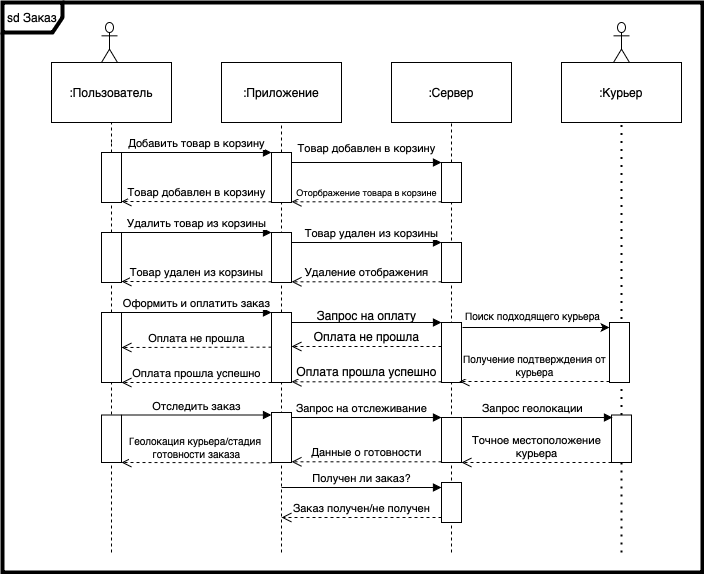 sd Заказ
:Пользователь
:Приложение
:Сервер
:Курьер
Добавить товар в корзину
Товар добавлен в корзину
Товар добавлен в корзину
Оторбражение товара в корзине
Удалить товар из корзины
Товар удален из корзины
Товар удален из корзины
Удаление отображения
Оформить и оплатить заказ
Запрос на оплату
Поиск подходящего курьера
Оплата не прошла
Оплата не прошла
Получение подтверждения от
курьера
Оплата прошла успешно
Оплата прошла успешно
Отследить заказ
Запрос на отслеживание
Запрос геолокации
Геолокация курьера/стадия
готовности заказа
Данные о готовности
Точное местоположение
курьера
Получен ли заказ?
Заказ получен/не получен